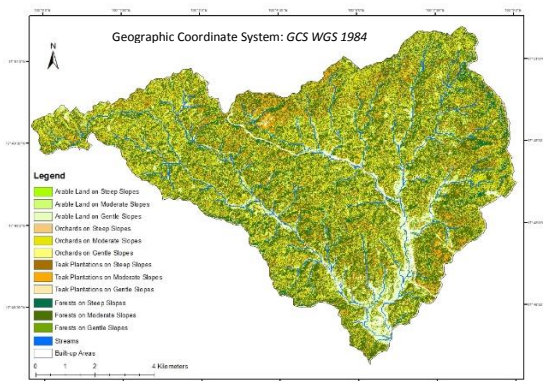 Geographic Coordinate System: GCS WGS 1984
N
Legend
Arable Land on Steep Slopes
Arable Land on Moderate Slopes
Arable Land on Gentle Slopes
Orchards on Steep Slopes
Orchards on Moderate Slopes
Orchards on Gentle Slopes
Teak Plantations on Steep Slopes
Teak Plantations on Moderate Slopes
Teak Plantations on Gentle Slopes
Forests on Steep Slopes
Forests on Moderate Slopes
Forests on Gentle Slopes
Streams
Built-up Areas
0 1 2 4 Kilometers